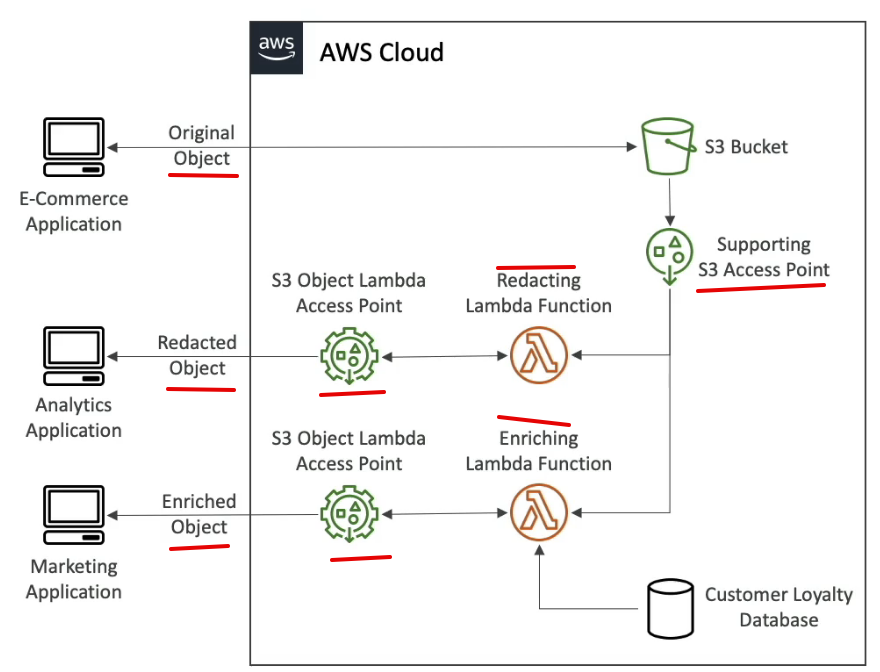 aws
AWS Cloud
Original
Object
S3 Bucket
E-Commerce
Application
Supporting
S3 Access Point
S3 Object Lambda
Access Point
Redacting
Lambda Function
Redacted
Object
Analytics
Application
S3 Object Lambda
Access Point
Enriching
Lambda Function
Enriched
Object
Marketing
Application
Customer Loyalty
Database